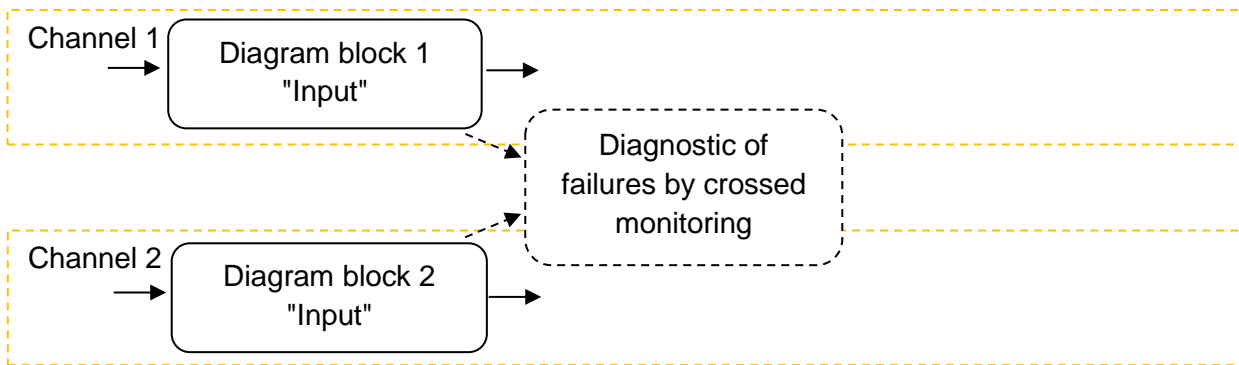 Channel 1
Diagram block 1
"Input"
Diagnostic of
failures by crossed
monitoring
Channel 2
Diagram block 2
"Input"